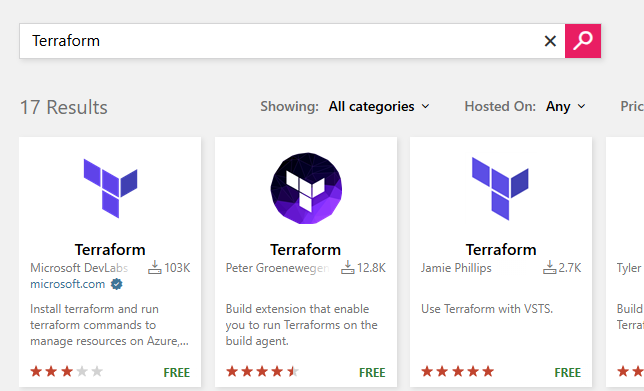 Terraform
17 Results
Showing: All categories
Hosted On: Any
Pric
Terraform
Microsoft DevLabs 103K
microsoft.com
Install terraform and run
terraform commands to
manage resources on Azure,...
FREE
Terraform
Peter Groenewegen 12.8K
Build extension that enable
you to run Terraforms on the
build agent.
FREE
Terraform
Jamie Phillips 2.7K
Use Terraform with VSTS.
FREE
Tyler
Build
Terra